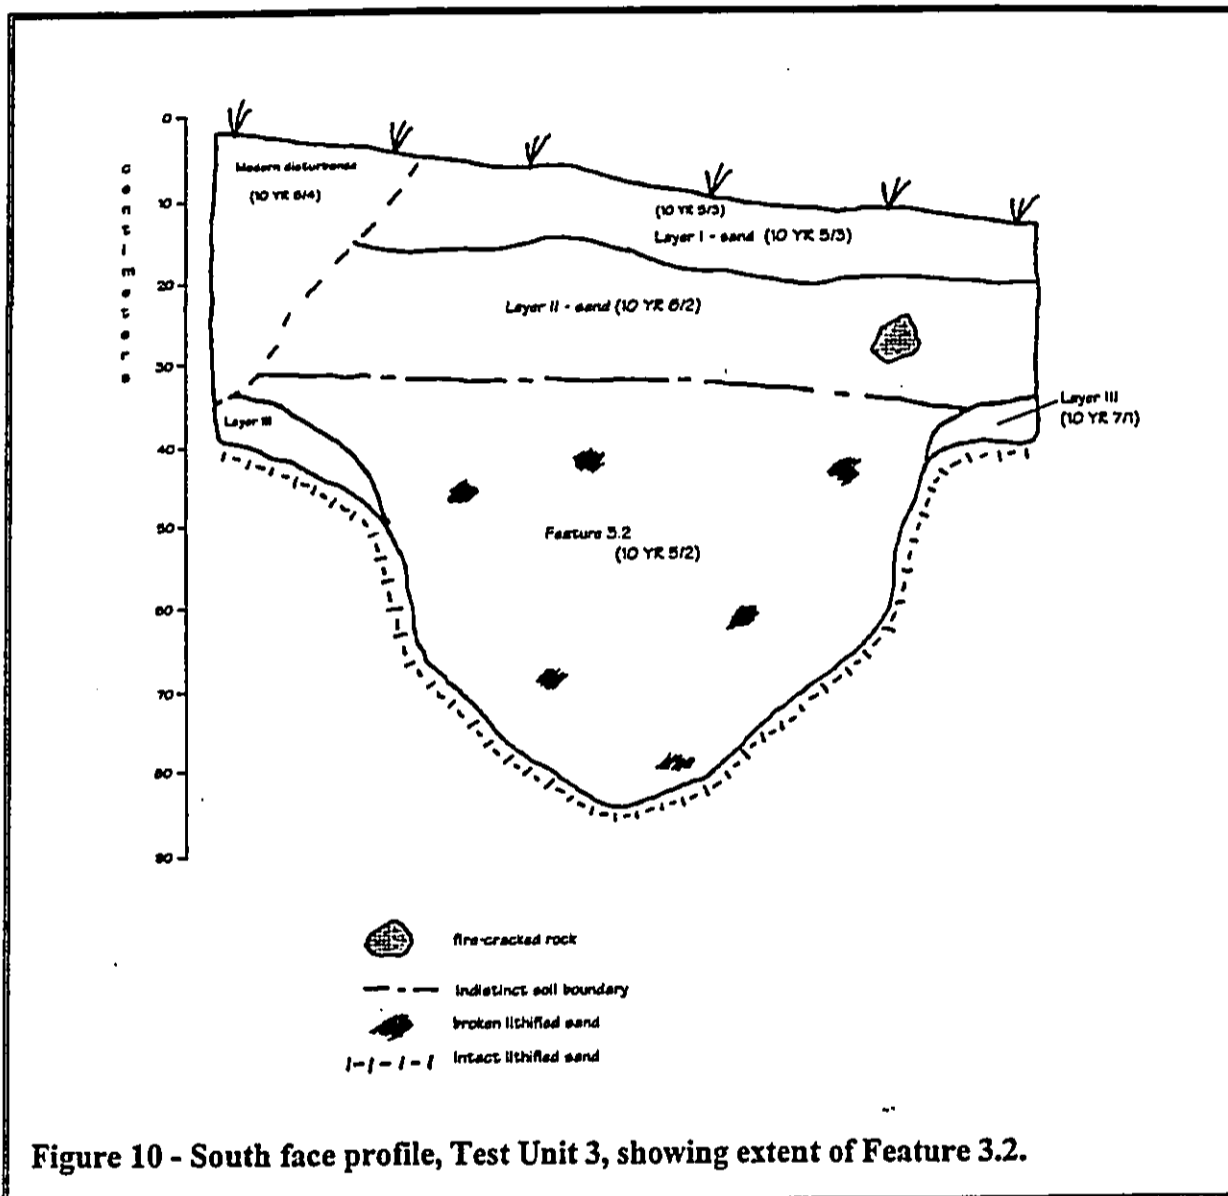 0
10
20
30
40
50
60
70
80
90
centimeters
Modern disturbance
(10 YR 6/4)
(10 YR 5/3)
Layer I - sand (10 YR 5/3)
Layer II - sand (10 YR 6/2)
Layer III
(10 YR 7/1)
Layer III
Feature 3.2
(10 YR 5/2)
fire-cracked rock
indistinct soil boundary
broken lithified sand
intact lithified sand
Figure 10 - South face profile, Test Unit 3, showing extent of Feature 3.2.